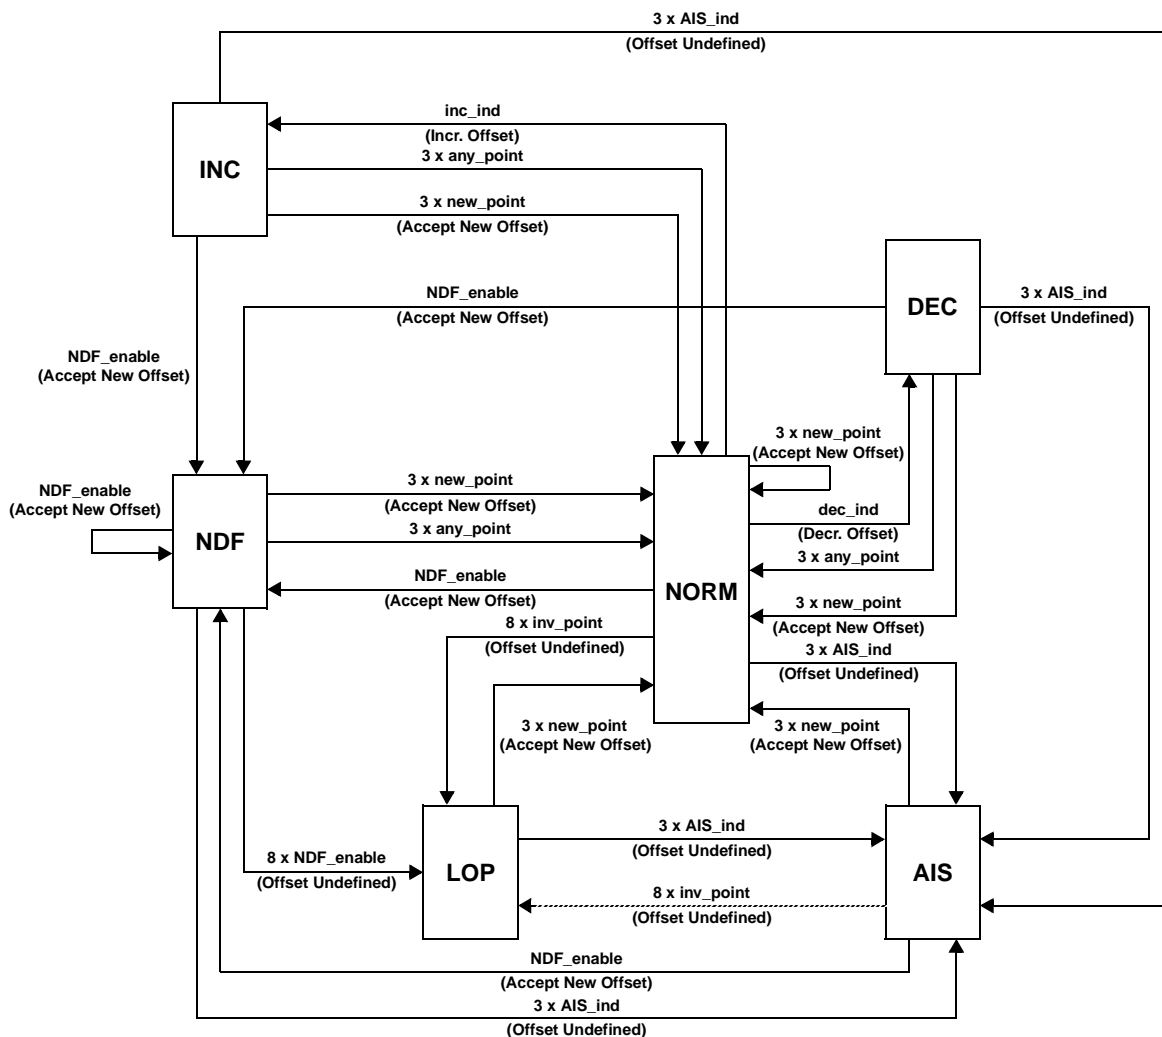 3 x AIS_ind
(Offset Undefined)
inc_ind
(Incr. Offset)
INC
3 x any_point
3 x new_point
(Accept New Offset)
NDF_enable
(Accept New Offset)
DEC
3 x AIS_ind
(Offset Undefined)
NDF_enable
(Accept New Offset)
3 x new_point
(Accept New Offset)
NDF_enable
(Accept New Offset)
3 x new_point
(Accept New Offset)
dec_ind
(Decr. Offset)
NDF
3 x any_point
3 x any_point
NDF_enable
(Accept New Offset)
NORM
3 x new_point
(Accept New Offset)
8 x inv_point
(Offset Undefined)
3 x AIS_ind
(Offset Undefined)
3 x new_point
(Accept New Offset)
3 x new_point
(Accept New Offset)
3 x AIS_ind
(Offset Undefined)
8 x NDF_enable
(Offset Undefined)
LOP
AIS
8 x inv_point
(Offset Undefined)
NDF_enable
(Accept New Offset)
3 x AIS_ind
(Offset Undefined)